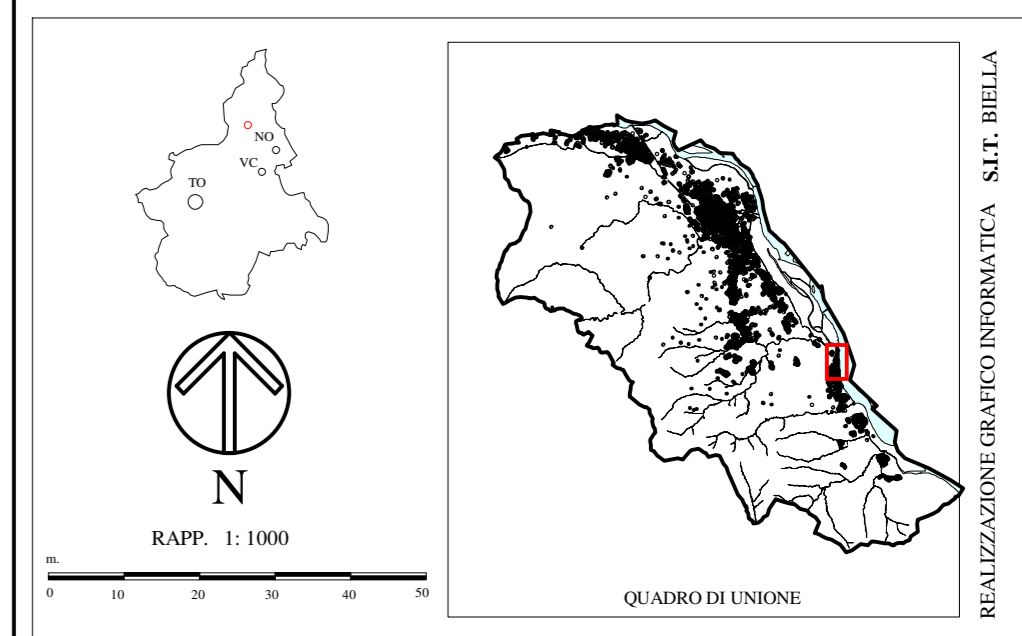 NO
VC
TO
N
RAPP. 1: 1000
m.
0 10 20 30 40 50
QUADRO DI UNIONE
REALIZZAZIONE GRAFICO INFORMATICA S.I.T. BIELLA